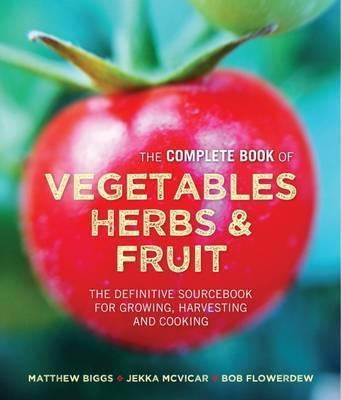 THE COMPLETE BOOK OF
VEGETABLES
HERBS &
FRUIT
THE DEFINITIVE SOURCEBOOK
FOR GROWING, HARVESTING
AND COOKING
MATTHEW BIGGS ❖ JEKKA MCVICAR ❖ BOB FLOWERDEW